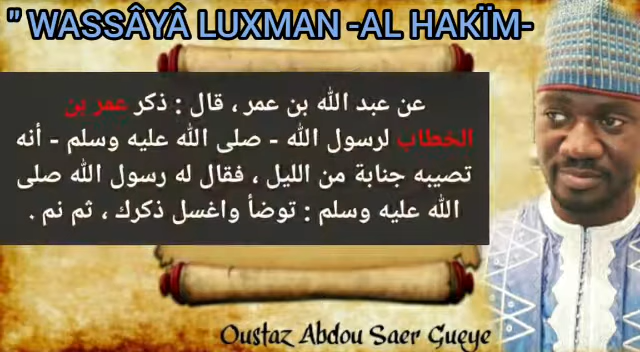 " WASSÂYÂ LUXMAN -AL HAKÏM-
عن عبد الله بن عمر ، قال : ذكر عمر بن
الخطاب لرسول الله - صلى الله عليه وسلم - أنه
تصيبه جنابة من الليل ، فقال له رسول الله صلى
الله عليه وسلم : توضأ واغسل ذكرك ، ثم نم .
Oustaz Abdou Saer Gueye